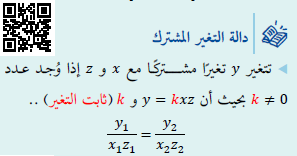 دالة التغير المشترك
تتغير y تغيرًا مشتركًا مع x و z إذا وُجد عدد
k ≠ 0 بحيث أن y = kxz و k (ثابت التغير) ..
y₁/x₁z₁ = y₂/x₂z₂